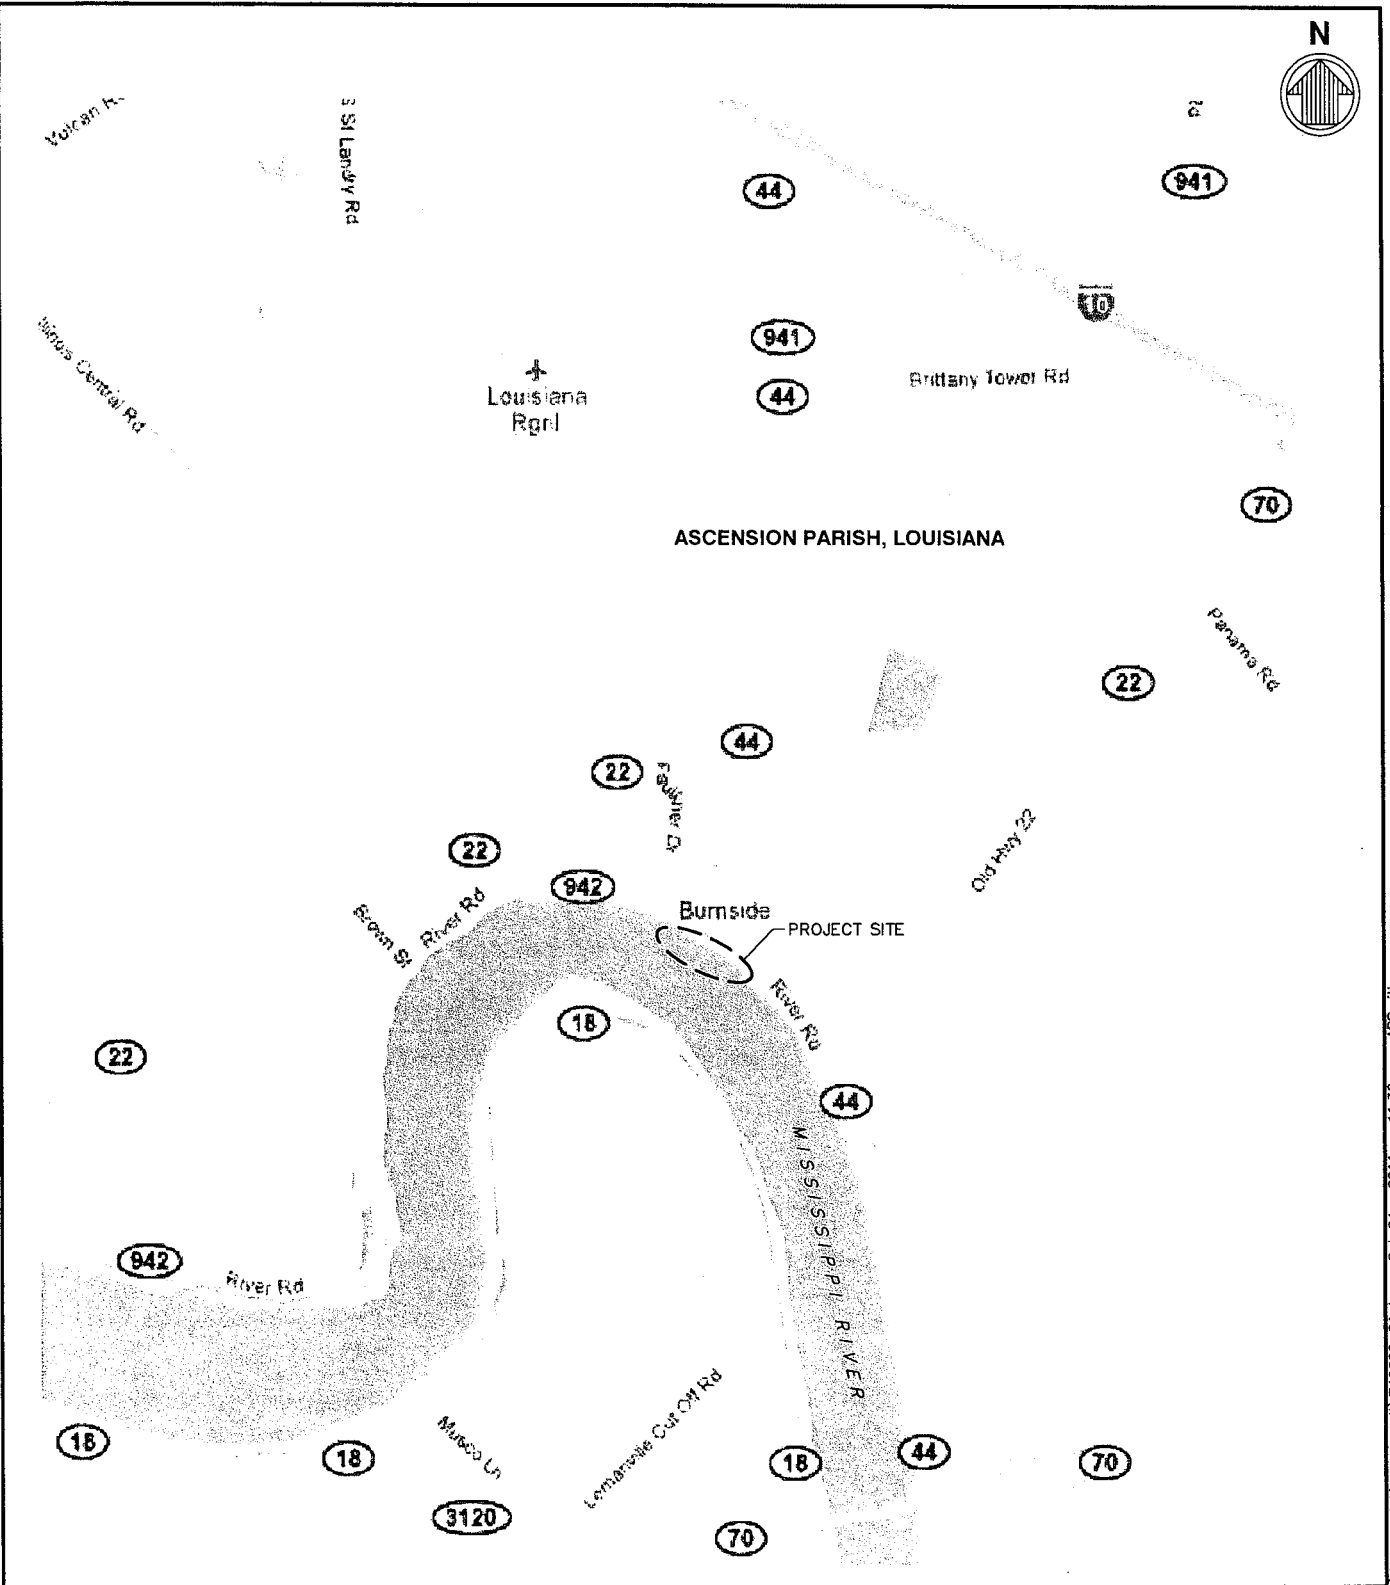 N
Vulcan
S St Landry Rd
44
941
10
Illinois Central Rd
941
Brittany Tower Rd
44
Louisiana
Rgnl
70
ASCENSION PARISH, LOUISIANA
Panama Rd
22
44
22
Faulkner Dr
Old Hwy 22
22
942
Burnside
River Rd
Brown St
PROJECT SITE
River Rd
18
22
44
MISSISSIPPI RIVER
942
River Rd
Lemanville Cut Off Rd
18
18
Musco Ln
18
44
70
3120
70